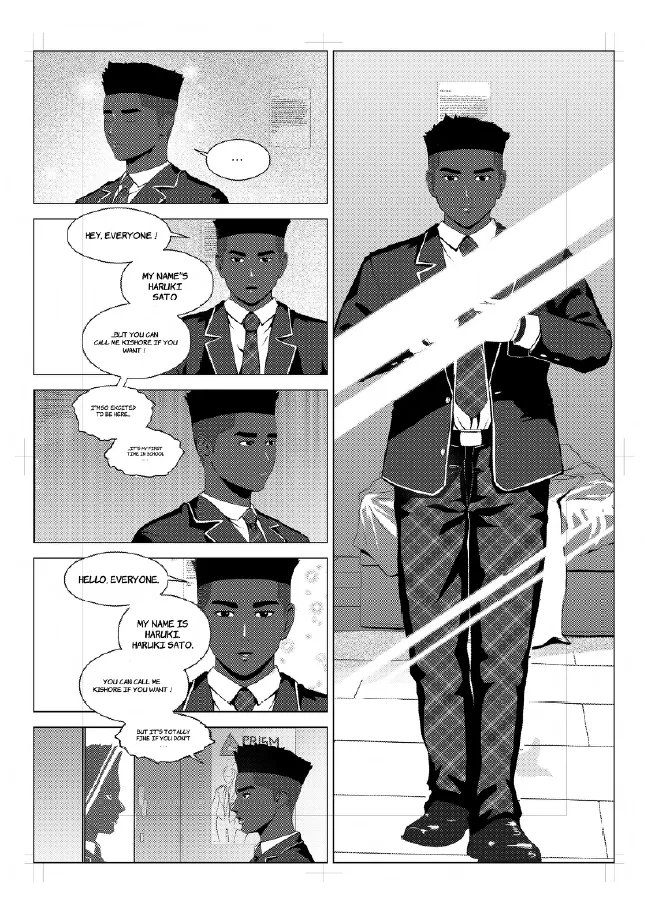 ...
HEY, EVERYONE !
MY NAME'S
HARUKI
SATO
...BUT YOU CAN
CALL ME KISHORE IF YOU
WANT !
I'M SO EXCITED
TO BE HERE...
...IT'S MY FIRST
TIME IN SCHOOL
...
HELLO, EVERYONE.
MY NAME IS
HARUKI.
HARUKI SATO.
YOU CAN CALL ME
KISHORE IF YOU WANT !
BUT IT'S TOTALLY
FINE IF YOU DON'T
...
PRISM